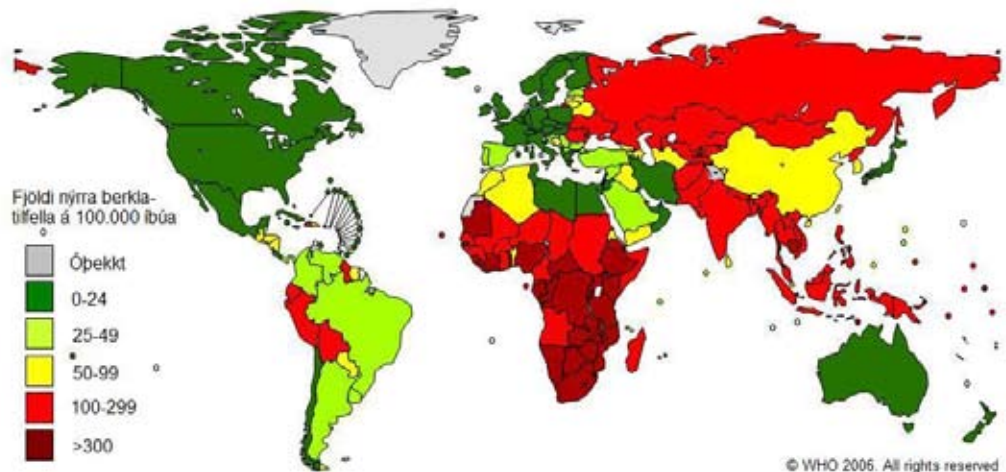 Fjöldi nýrra berkla-
tilfella á 100.000 íbúa
Óþekkt
0-24
25-49
50-99
100-299
>300
© WHO 2006. All rights reserved